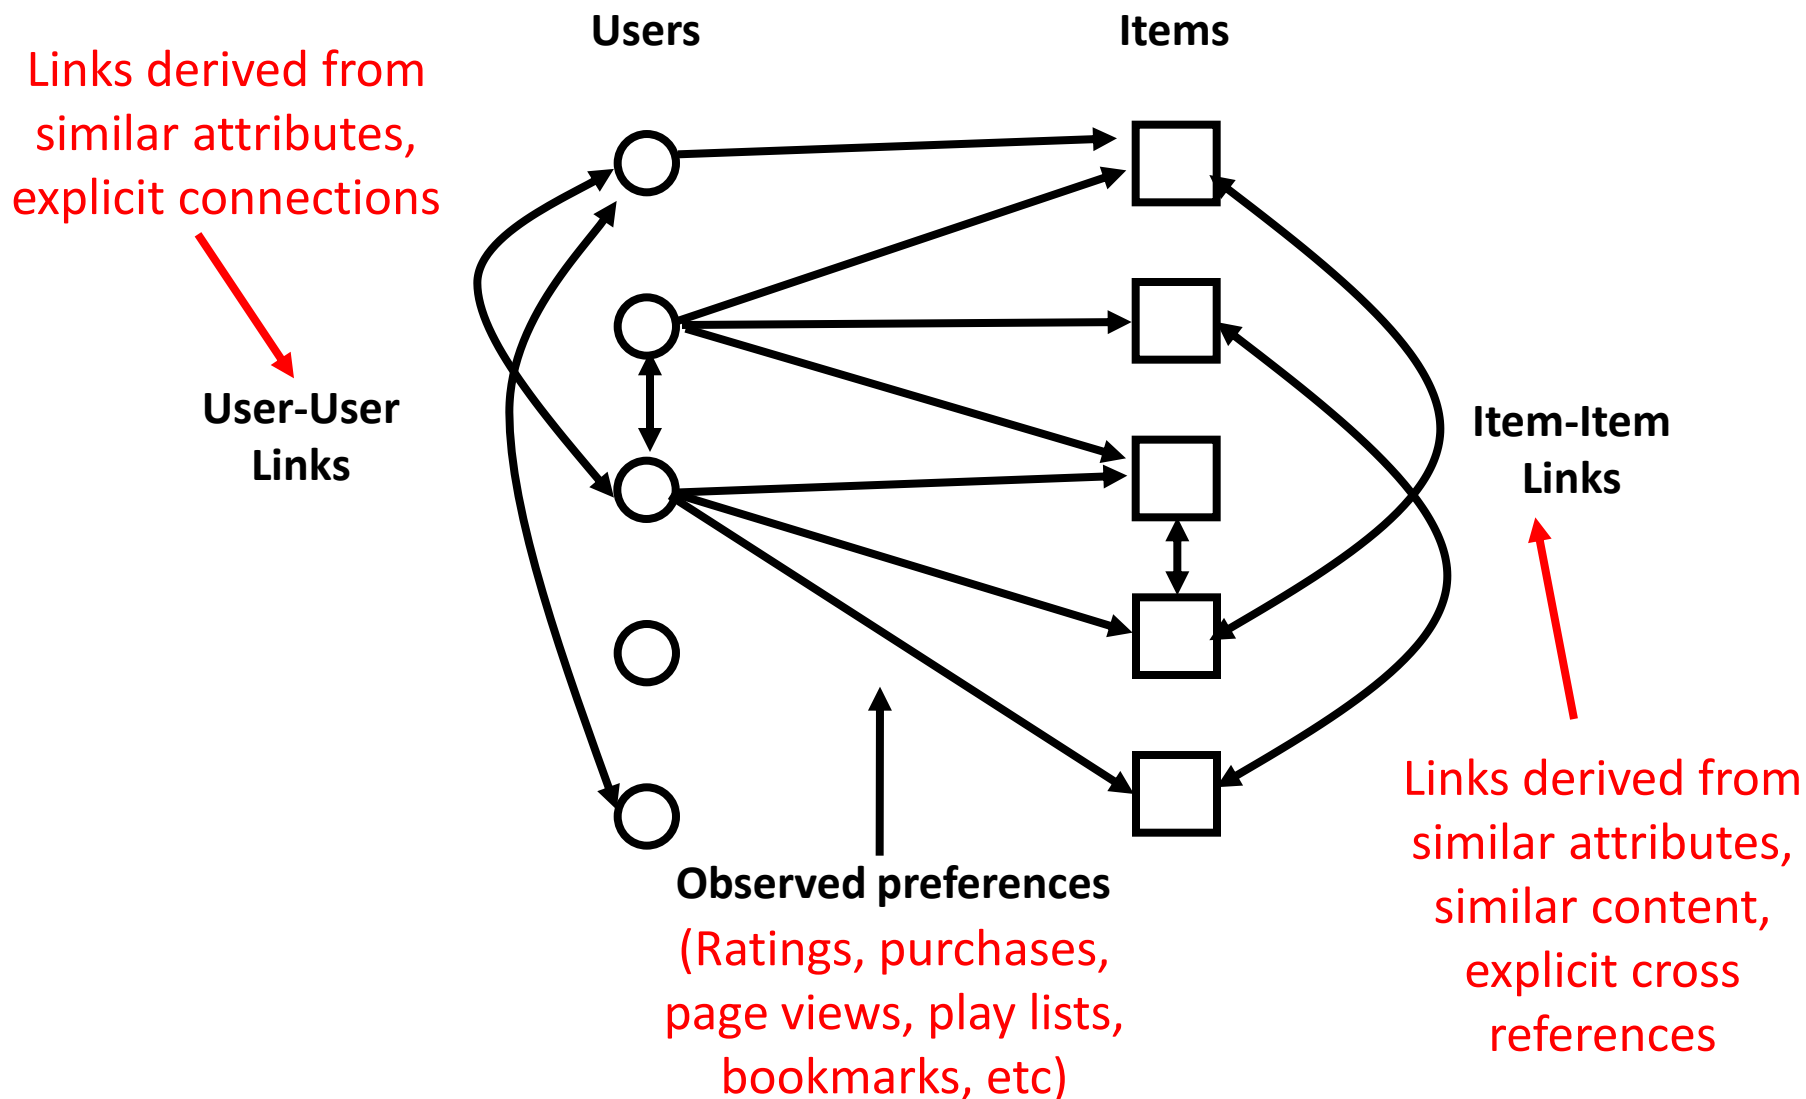 Users
Items
Links derived from
similar attributes,
explicit connections
User-User
Links
Item-Item
Links
Observed preferences
(Ratings, purchases,
page views, play lists,
bookmarks, etc)
Links derived from
similar attributes,
similar content,
explicit cross
references